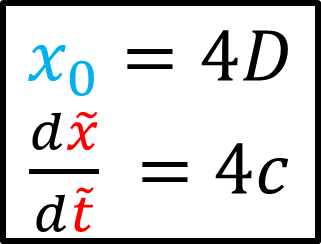 x₀ = 4D
dx̃/dt̃ = 4c